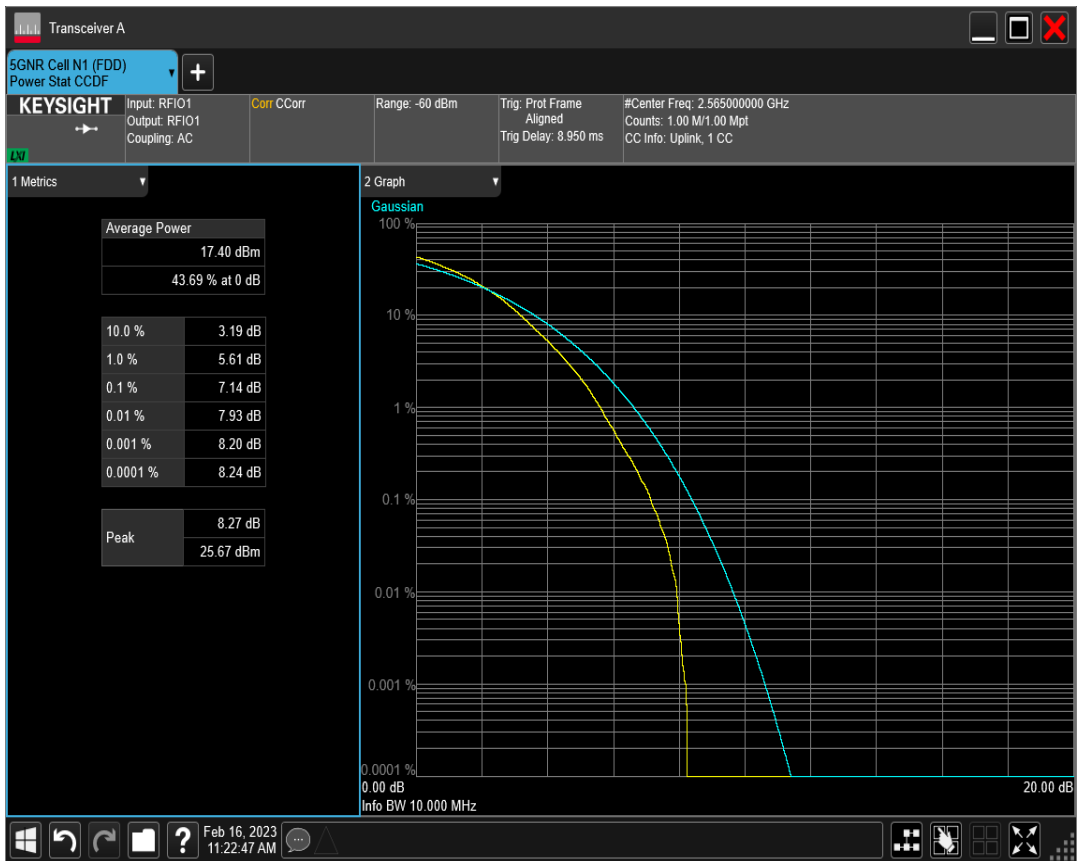 Transceiver A
5GNR Cell N1 (FDD)
Power Stat CCDF
KEYSIGHT
LXI
Input: RFIO1
Output: RFIO1
Coupling: AC
Corr CCorr
Range: -60 dBm
Trig: Prot Frame
Aligned
Trig Delay: 8.950 ms
#Center Freq: 2.565000000 GHz
Counts: 1.00 M/1.00 Mpt
CC Info: Uplink, 1 CC
1 Metrics
Average Power
17.40 dBm
43.69 % at 0 dB
10.0 % 3.19 dB
1.0 % 5.61 dB
0.1 % 7.14 dB
0.01 % 7.93 dB
0.001 % 8.20 dB
0.0001 % 8.24 dB
Peak
8.27 dB
25.67 dBm
2 Graph
Gaussian
100 %
10 %
1 %
0.1 %
0.01 %
0.001 %
0.0001 %
0.00 dB 20.00 dB
Info BW 10.000 MHz
?
Feb 16, 2023
11:22:47 AM